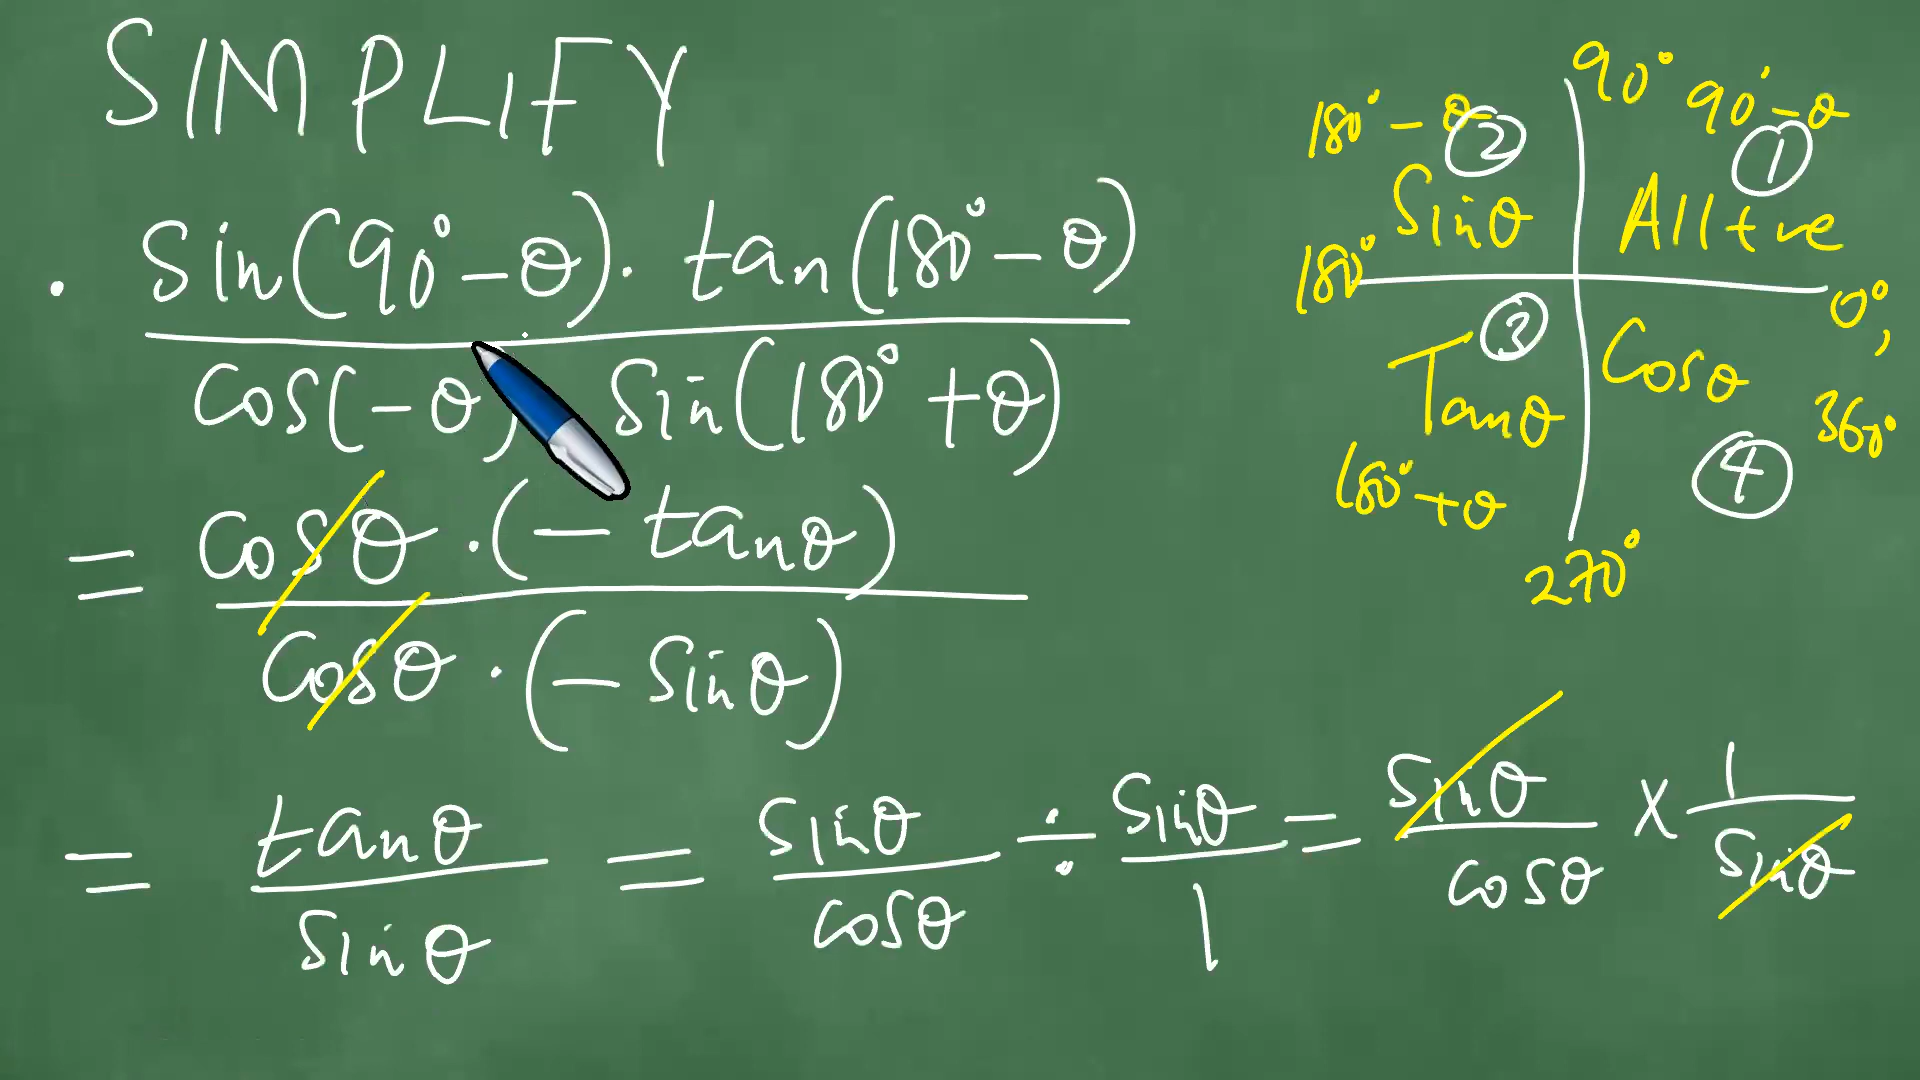 SIMPLIFY
. sin(90°-θ) . tan(180°-θ)
cos(-θ) sin(180°+θ)
= cosθ . (- tanθ)
cosθ . (- sinθ)
= tanθ = sinθ ÷ sinθ = sinθ × 1
sinθ cosθ 1 cosθ sinθ
90° 90°-θ
180°-θ ② ①
Sinθ All +ve
180° 0°,
③ 360°
Tanθ Cosθ
180°+θ ④
270°